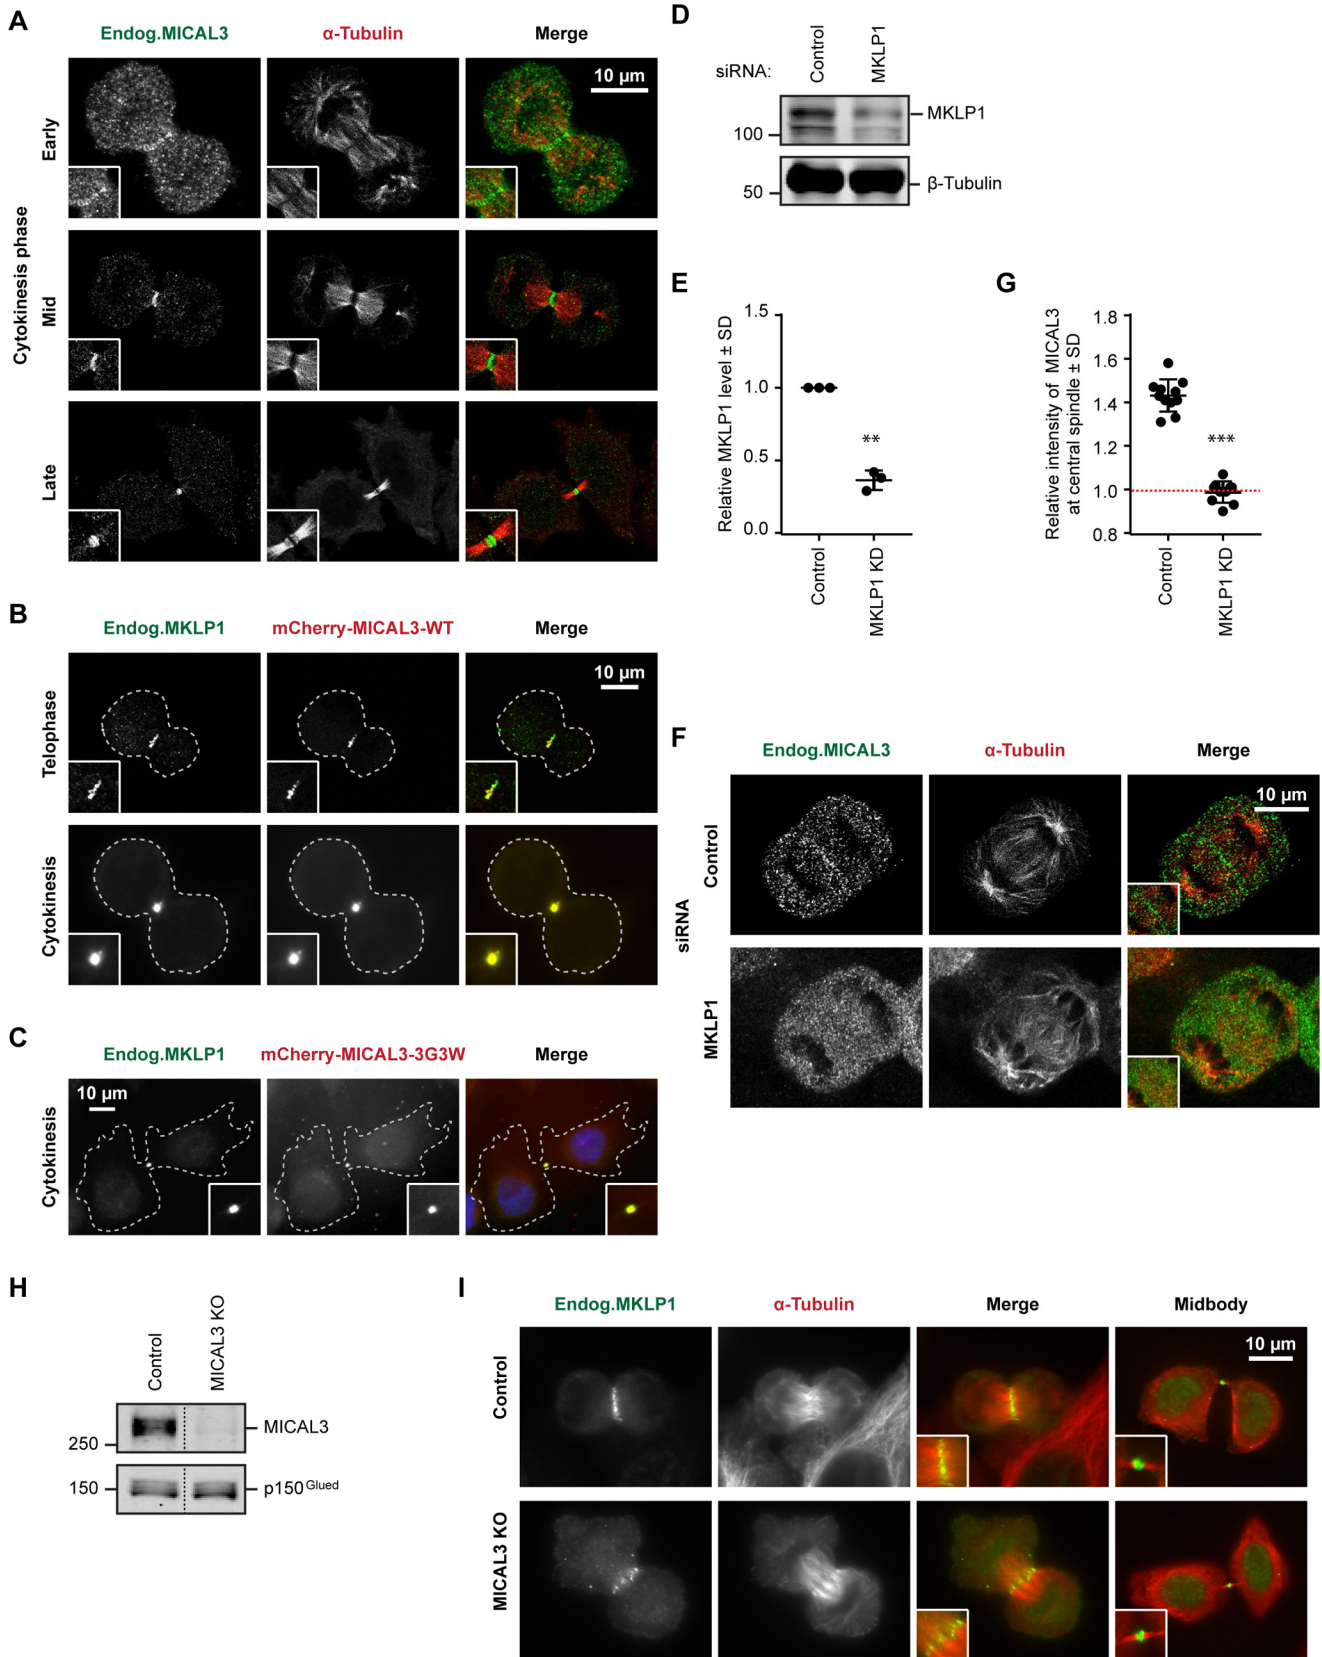 A
Endog.MICAL3 α-Tubulin Merge
10 µm
Cytokinesis phase
Early
Mid
Late
B
Endog.MKLP1 mCherry-MICAL3-WT Merge
10 µm
Telophase
Cytokinesis
C
Endog.MKLP1 mCherry-MICAL3-3G3W Merge
10 µm
Cytokinesis
D
siRNA: Control MKLP1
MKLP1
100
β-Tubulin
50
E
Relative MKLP1 level ± SD
1.5
1.0
0.5
0.0
**
Control
MKLP1 KD
G
Relative intensity of MICAL3
at central spindle ± SD
1.8
1.6
1.4
1.2
1.0
0.8
***
Control
MKLP1 KD
F
Endog.MICAL3 α-Tubulin Merge
10 µm
siRNA
Control
MKLP1
H
Control
MICAL3 KO
MICAL3
250
150
p150Glued
I
Endog.MKLP1 α-Tubulin Merge Midbody
10 µm
Control
MICAL3 KO